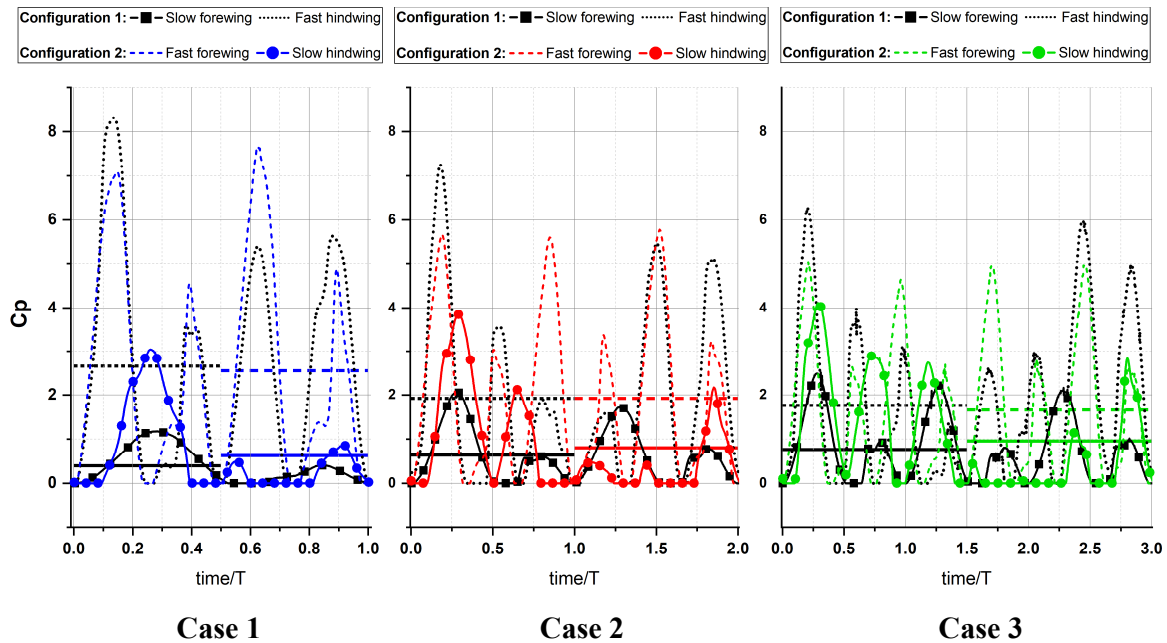 Configuration 1: Slow forewing Fast hindwing
Configuration 2: Fast forewing Slow hindwing
Configuration 1: Slow forewing Fast hindwing
Configuration 2: Fast forewing Slow hindwing
Configuration 1: Slow forewing Fast hindwing
Configuration 2: Fast forewing Slow hindwing
Cp
8
6
4
2
0
0.0 0.2 0.4 0.6 0.8 1.0
time/T
Case 1
8
6
4
2
0
0.0 0.5 1.0 1.5 2.0
time/T
Case 2
8
6
4
2
0
0.0 0.5 1.0 1.5 2.0 2.5 3.0
time/T
Case 3